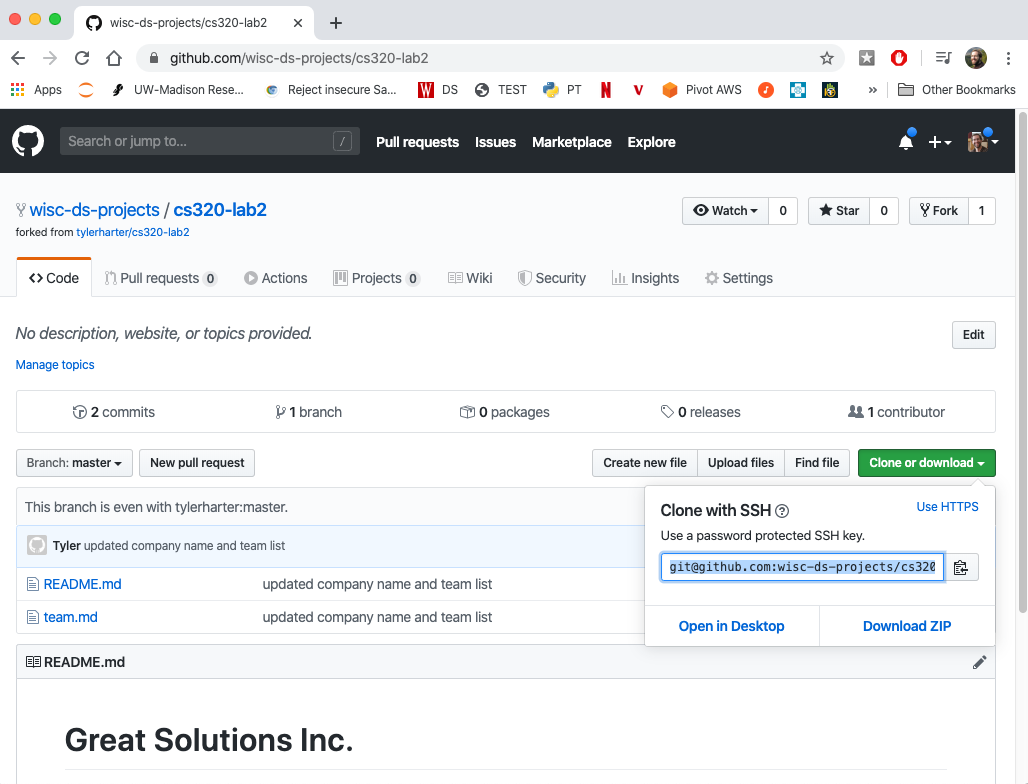 wisc-ds-projects/cs320-lab2
github.com/wisc-ds-projects/cs320-lab2
Apps UW-Madison Rese... Reject insecure Sa... DS TEST PT Pivot AWS » Other Bookmarks
Search or jump to... / Pull requests Issues Marketplace Explore
wisc-ds-projects / cs320-lab2 Watch 0 Star 0 Fork 1
forked from tylerharter/cs320-lab2
Code Pull requests 0 Actions Projects 0 Wiki Security Insights Settings
No description, website, or topics provided. Edit
Manage topics
2 commits 1 branch 0 packages 0 releases 1 contributor
Branch: master New pull request Create new file Upload files Find file Clone or download
This branch is even with tylerharter:master.
Tyler updated company name and team list
README.md updated company name and team list
team.md updated company name and team list
Clone with SSH ? Use HTTPS
Use a password protected SSH key.
git@github.com:wisc-ds-projects/cs320
Open in Desktop Download ZIP
README.md
Great Solutions Inc.